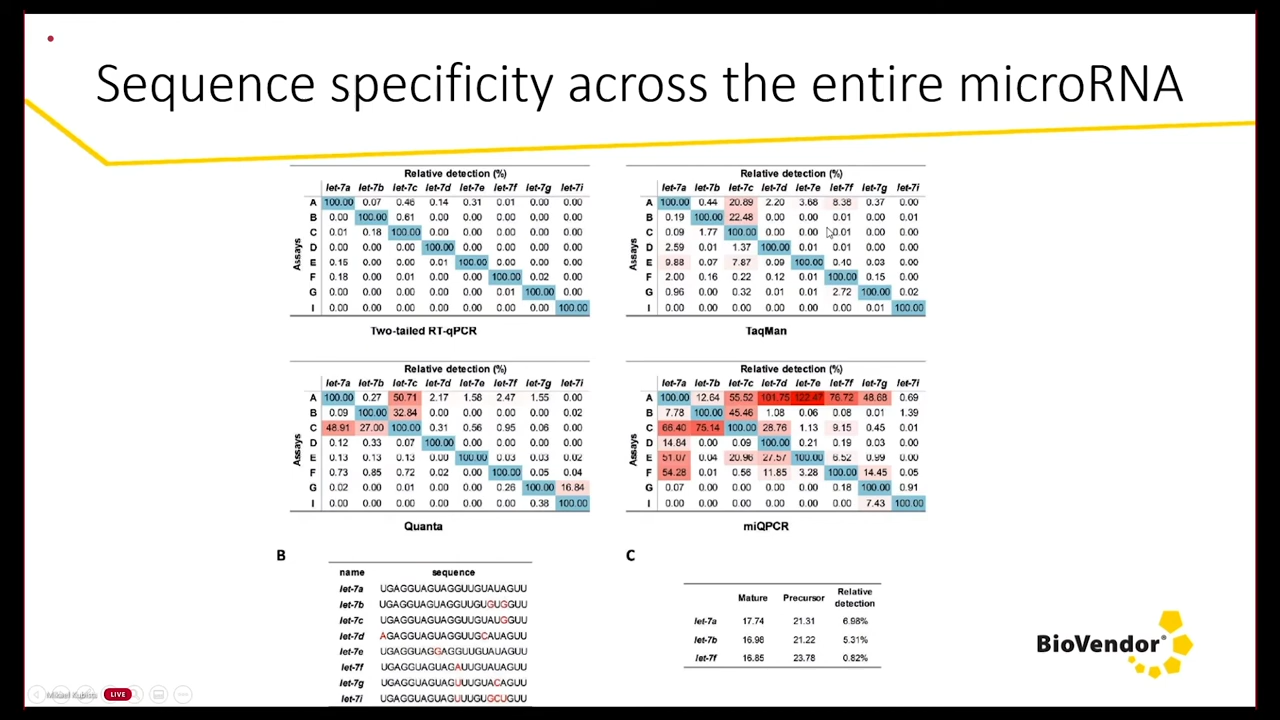 Sequence specificity across the entire microRNA
Relative detection (%)
let-7a let-7b let-7c let-7d let-7e let-7f let-7g let-7i
A 100.00 0.07 0.46 0.14 0.31 0.01 0.00 0.00
B 0.00 100.00 0.61 0.00 0.00 0.00 0.00 0.00
C 0.01 0.18 100.00 0.00 0.00 0.00 0.00 0.00
D 0.00 0.00 0.00 100.00 0.00 0.00 0.00 0.00
E 0.15 0.00 0.00 0.01 100.00 0.00 0.00 0.00
F 0.18 0.00 0.01 0.00 0.00 100.00 0.02 0.00
G 0.00 0.00 0.00 0.00 0.00 0.01 100.00 0.00
I 0.00 0.00 0.00 0.00 0.00 0.00 0.00 100.00
Assays
Two-tailed RT-qPCR
Relative detection (%)
let-7a let-7b let-7c let-7d let-7e let-7f let-7g let-7i
A 100.00 0.44 20.89 2.20 3.68 8.38 0.37 0.00
B 0.19 100.00 22.48 0.00 0.00 0.01 0.00 0.01
C 0.09 1.77 100.00 0.00 0.00 0.01 0.00 0.00
D 2.59 0.01 1.37 100.00 0.01 0.01 0.00 0.00
E 9.88 0.07 7.87 0.09 100.00 0.40 0.03 0.00
F 2.00 0.16 0.22 0.12 0.01 100.00 0.15 0.00
G 0.96 0.00 0.32 0.01 0.01 2.72 100.00 0.02
I 0.00 0.00 0.00 0.00 0.00 0.00 0.01 100.00
Assays
TaqMan
Relative detection (%)
let-7a let-7b let-7c let-7d let-7e let-7f let-7g let-7i
A 100.00 0.27 50.71 2.17 1.58 2.47 1.55 0.00
B 0.09 100.00 32.84 0.00 0.00 0.00 0.00 0.02
C 48.91 27.00 100.00 0.31 0.56 0.95 0.06 0.00
D 0.12 0.33 0.07 100.00 0.00 0.00 0.00 0.00
E 0.13 0.13 0.13 0.00 100.00 0.03 0.03 0.02
F 0.73 0.85 0.72 0.02 0.00 100.00 0.05 0.04
G 0.02 0.00 0.01 0.00 0.00 0.26 100.00 16.84
I 0.00 0.00 0.00 0.00 0.00 0.00 0.38 100.00
Assays
Quanta
Relative detection (%)
let-7a let-7b let-7c let-7d let-7e let-7f let-7g let-7i
A 100.00 12.64 55.52 101.75 122.47 76.72 48.68 0.69
B 7.78 100.00 45.46 1.08 0.06 0.08 0.01 1.39
C 66.40 75.14 100.00 28.76 1.13 9.15 0.45 0.01
D 14.84 0.00 0.09 100.00 0.21 0.19 0.03 0.00
E 51.07 0.04 20.96 27.57 100.00 6.52 0.99 0.00
F 54.28 0.01 0.56 11.85 3.28 100.00 14.45 0.05
G 0.07 0.00 0.00 0.00 0.00 0.18 100.00 0.91
I 0.00 0.00 0.00 0.00 0.00 0.00 7.43 100.00
Assays
miQPCR
B
name sequence
let-7a UGAGGUAGUAGGUUGUAUAGUU
let-7b UGAGGUAGUAGGUUGUGUGGUU
let-7c UGAGGUAGUAGGUUGUAUGGUU
let-7d AGAGGUAGUAGGUUGCAUAGUU
let-7e UGAGGUAGGAGGUUGUAUAGUU
let-7f UGAGGUAGUAGAUUGUAUAGUU
let-7g UGAGGUAGUAGUUUGUACAGUU
let-7i UGAGGUAGUAGUUUGUGCUGUU
C
Mature Precursor Relative detection
let-7a 17.74 21.31 6.98%
let-7b 16.98 21.22 5.31%
let-7f 16.85 23.78 0.82%
BioVendor®
LIVE